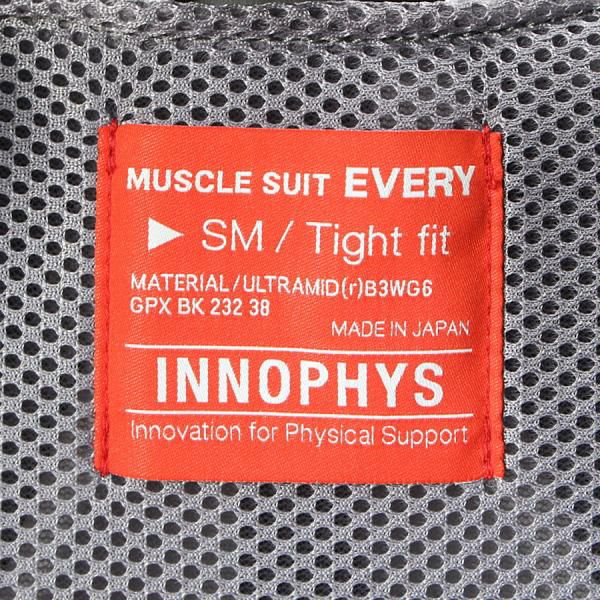 MUSCLE SUIT EVERY
▶ SM / Tight fit
MATERIAL/ULTRAMID(r)B3WG6
GPX BK 232 38
MADE IN JAPAN
INNOPHYS
Innovation for Physical Support